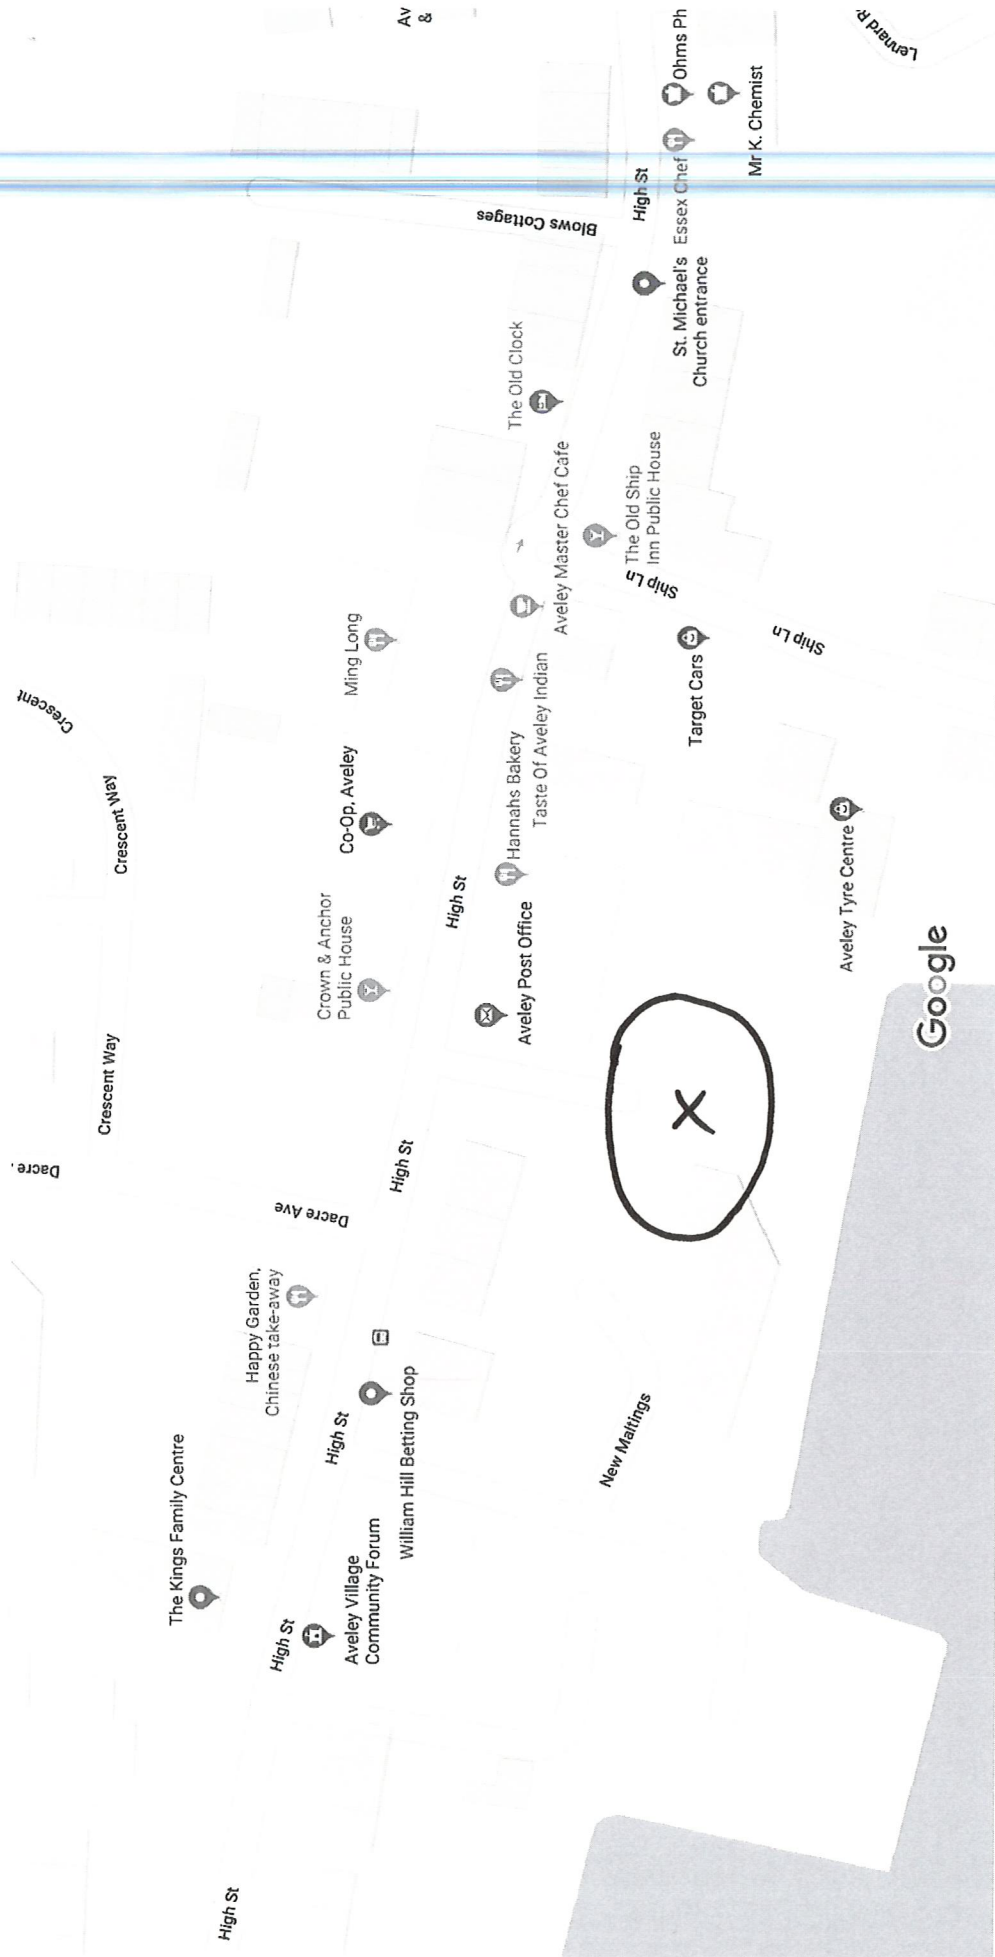 High St
Aveley Village
Community Forum
The Kings Family Centre
High St
High St
William Hill Betting Shop
Happy Garden,
Chinese take-away
Dacre Ave
Dacre
High St
Crescent Way
Crown & Anchor
Public House
New Maltings
X
Aveley Post Office
High St
Hannahs Bakery
Co-Op, Aveley
Crescent Way
Crescent
Ming Long
Taste Of Aveley Indian
Aveley Master Chef Cafe
Aveley Tyre Centre
Google
Target Cars
Ship Ln
Ship Ln
The Old Ship
Inn Public House
The Old Clock
St. Michael's
Church entrance
Blows Cottages
High St
Essex Chef
Ohms Ph
Mr K. Chemist
Lennard R
Av
&